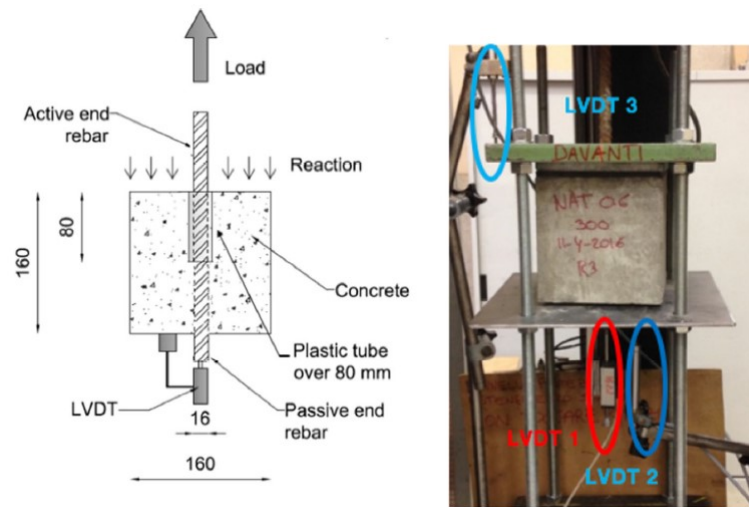 Load
Active end
rebar
Reaction
160
80
Concrete
Plastic tube
over 80 mm
LVDT
Passive end
rebar
16
160
LVDT 3
DAVANTI
NAT 06
300
11-4-2016
R3
LVDT 1
LVDT 2